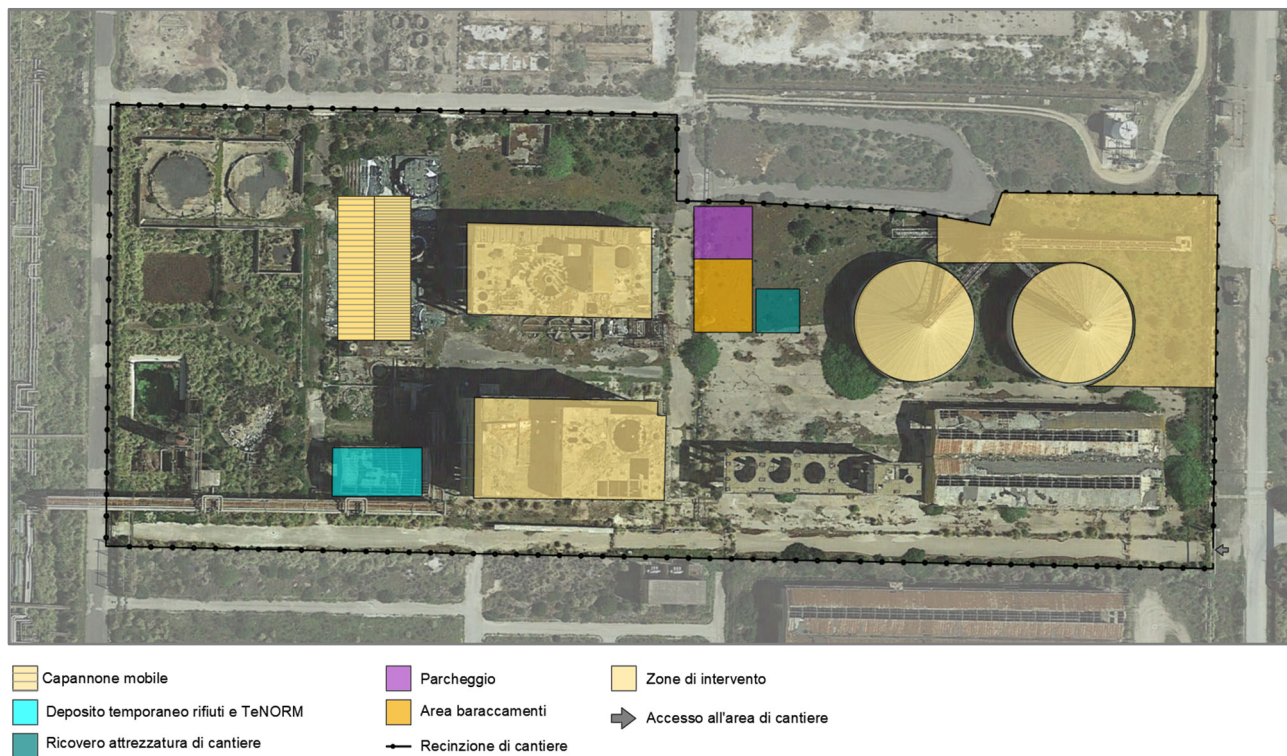 Capannone mobile
Parcheggio
Zone di intervento
Deposito temporaneo rifiuti e TeNORM
Area baraccamenti
Accesso all'area di cantiere
Ricovero attrezzatura di cantiere
Recinzione di cantiere